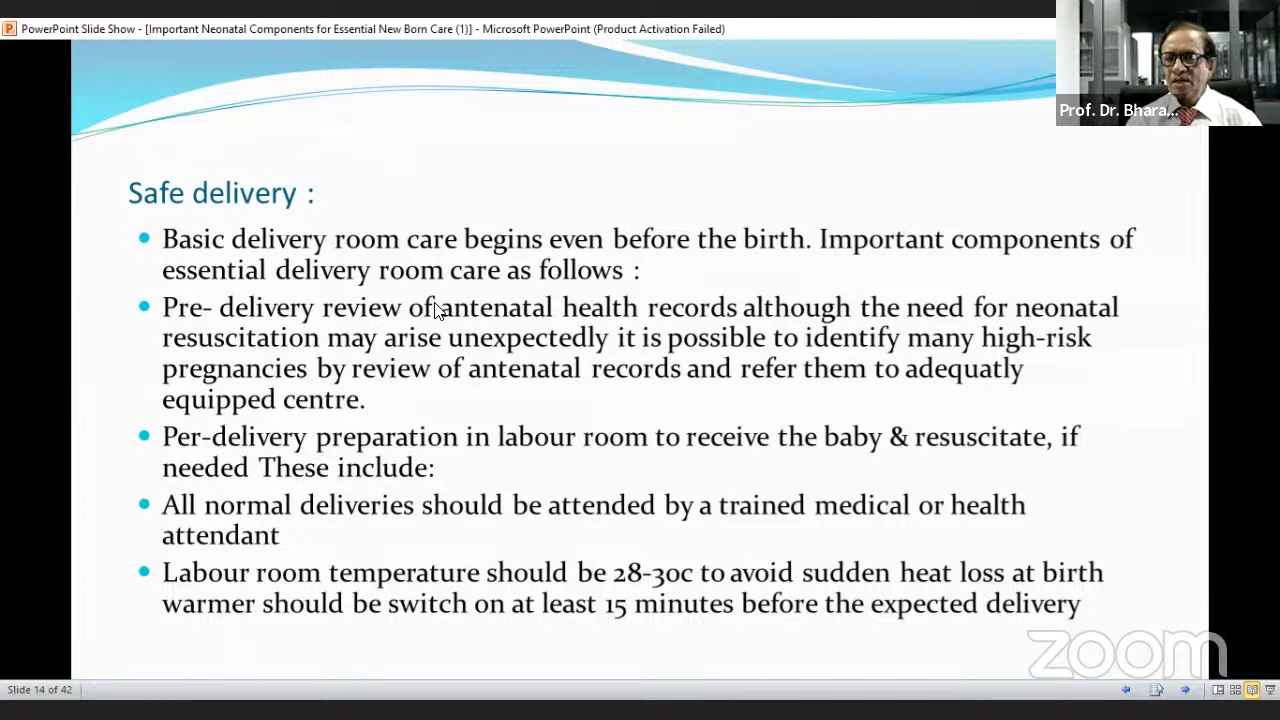 PowerPoint Slide Show - [Important Neonatal Components for Essential New Born Care (1)] - Microsoft PowerPoint (Product Activation Failed)
Prof. Dr. Bhara...
Safe delivery :
Basic delivery room care begins even before the birth. Important components of
essential delivery room care as follows :
Pre- delivery review of antenatal health records although the need for neonatal
resuscitation may arise unexpectedly it is possible to identify many high-risk
pregnancies by review of antenatal records and refer them to adequatly
equipped centre.
Per-delivery preparation in labour room to receive the baby & resuscitate, if
needed These include:
All normal deliveries should be attended by a trained medical or health
attendant
Labour room temperature should be 28-30c to avoid sudden heat loss at birth
warmer should be switch on at least 15 minutes before the expected delivery
zoom
Slide 14 of 42